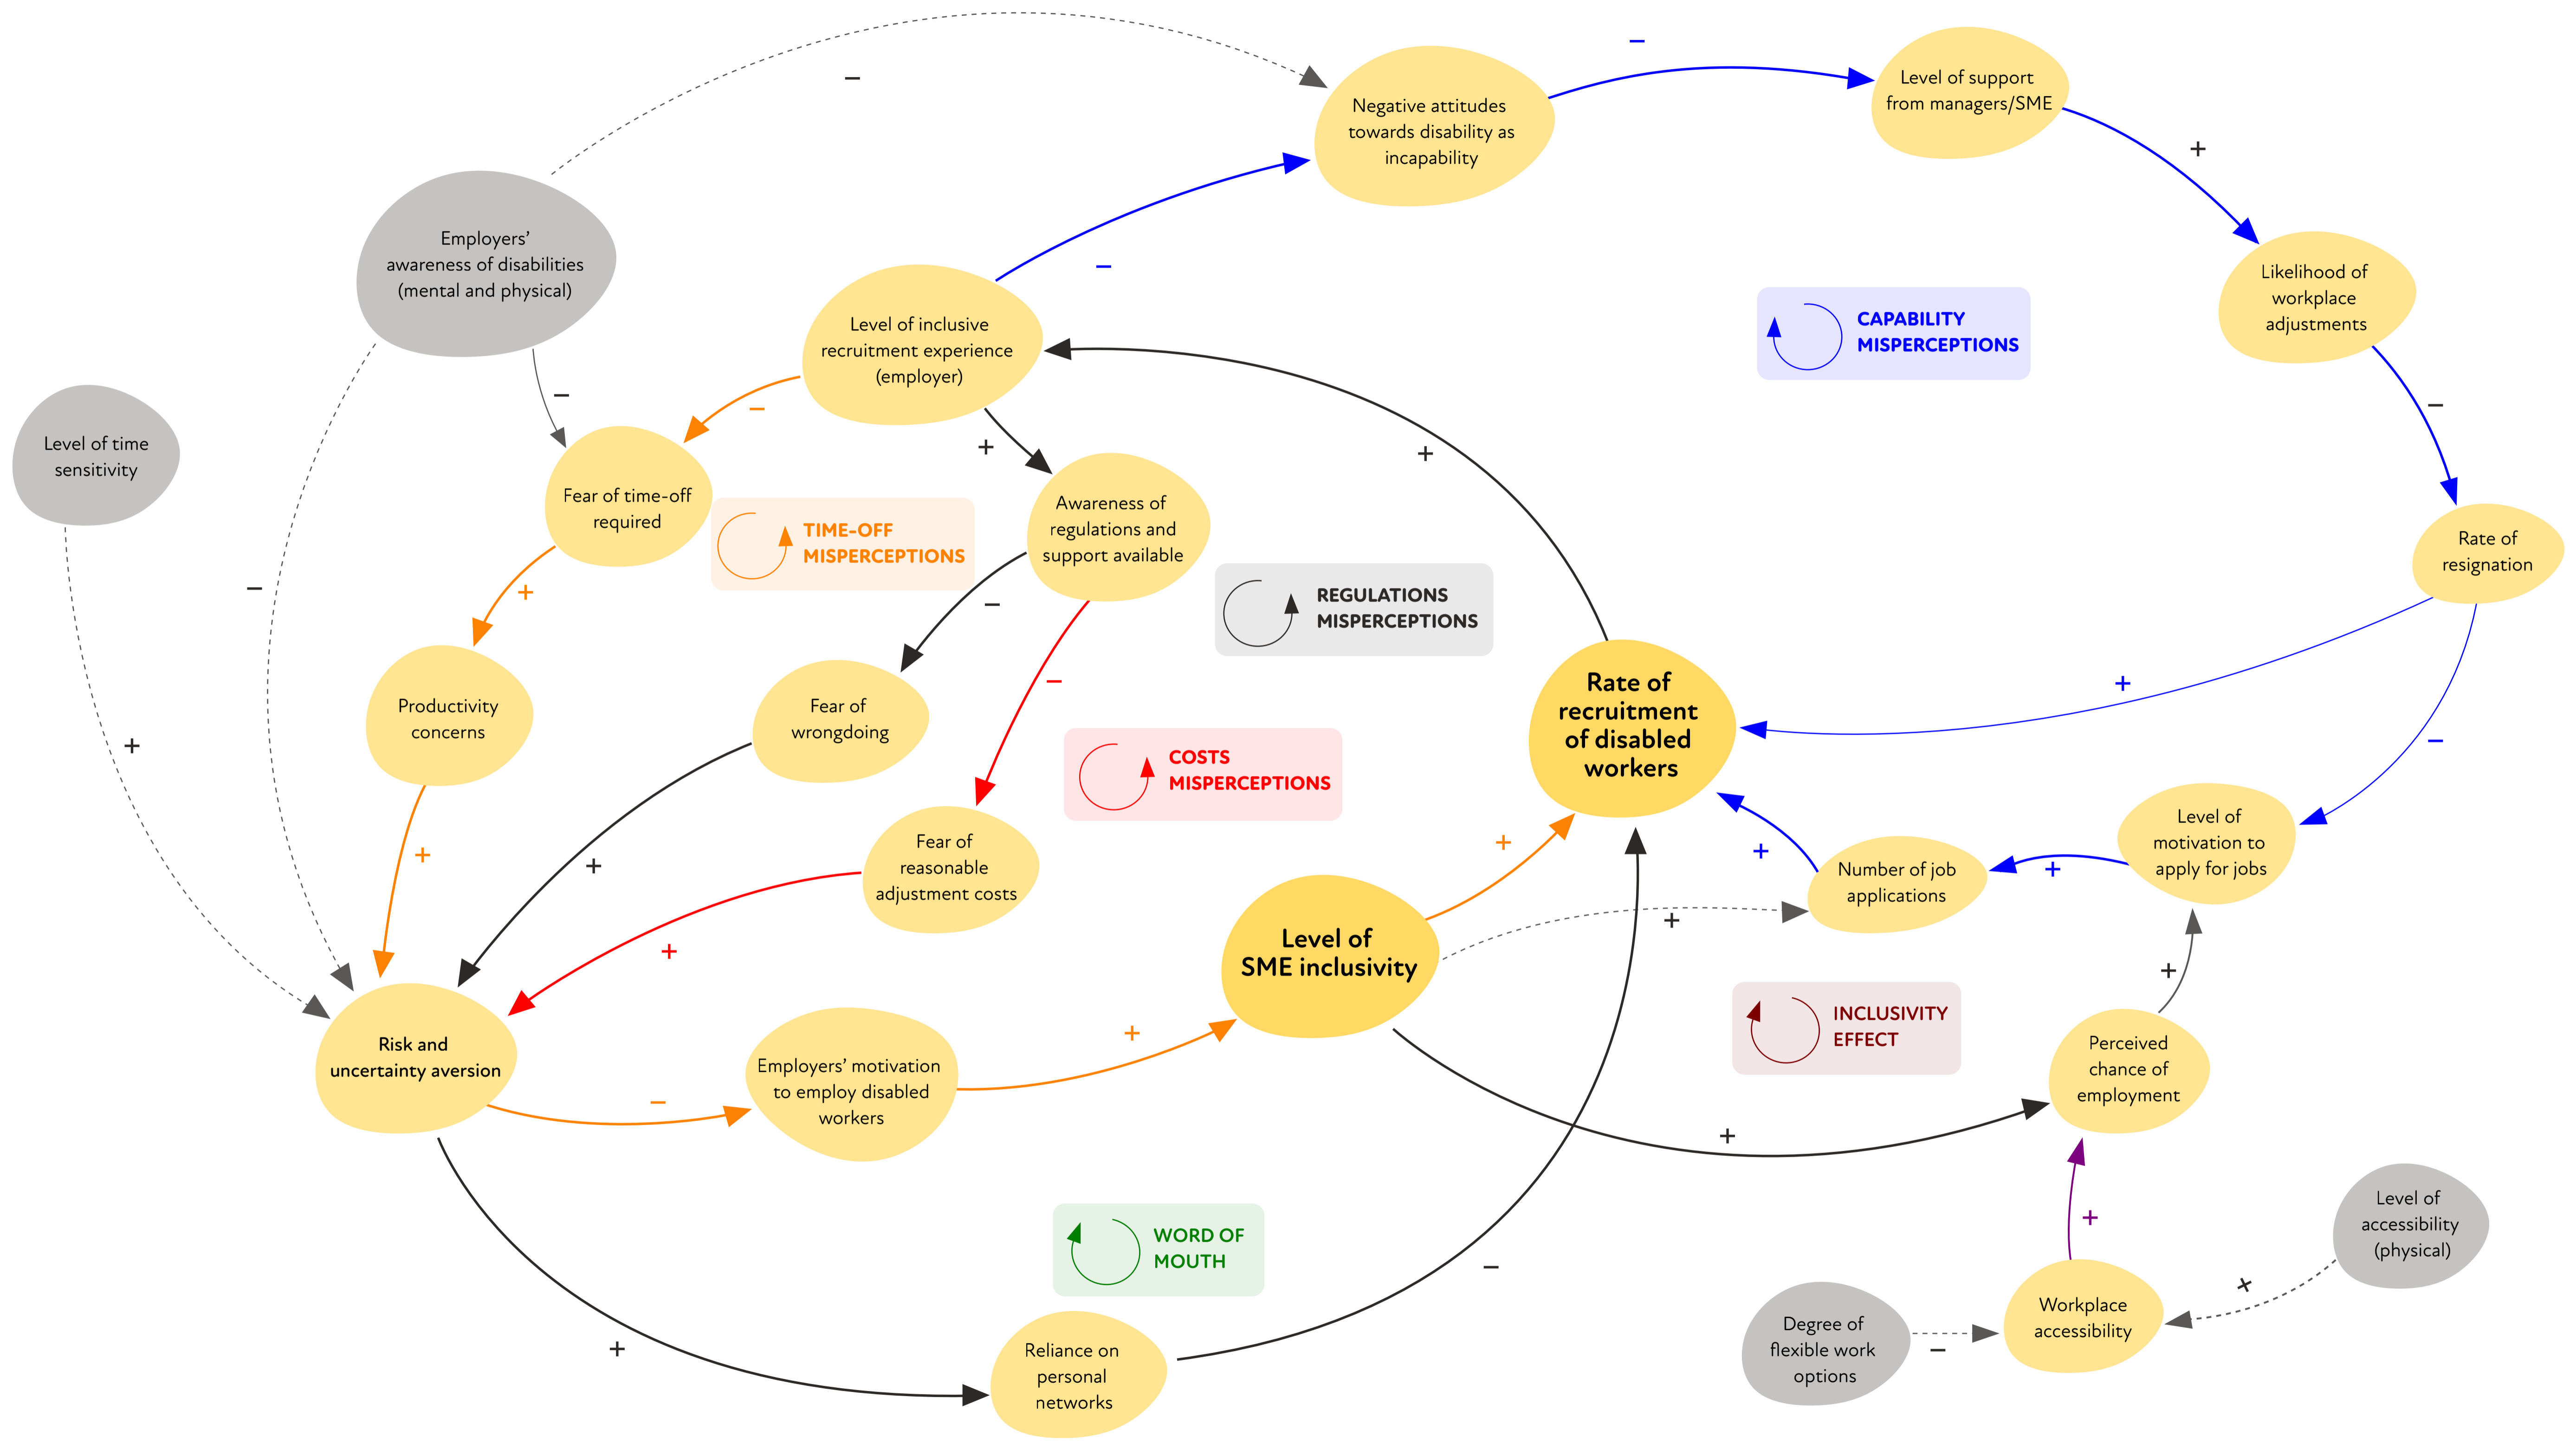 −
−
Level of support
from managers/SME
Negative attitudes
towards disability as
incapability
+
Employers’
awareness of disabilities
(mental and physical)
−
Likelihood of
workplace
adjustments
Level of inclusive
recruitment experience
(employer)
CAPABILITY
MISPERCEPTIONS
−
−
−
Level of time
sensitivity
+
+
Fear of time-off
required
Awareness of
regulations and
support available
TIME-OFF
MISPERCEPTIONS
Rate of
resignation
−
+
−
REGULATIONS
MISPERCEPTIONS
Productivity
concerns
Fear of
wrongdoing
−
Rate of
recruitment
of disabled
workers
+
−
+
COSTS
MISPERCEPTIONS
+
+
Fear of
reasonable
adjustment costs
+
+
Number of job
applications
+
Level of
motivation to
apply for jobs
+
+
Level of
SME inclusivity
+
Risk and
uncertainty aversion
−
Employers’ motivation
to employ disabled
workers
+
INCLUSIVITY
EFFECT
Perceived
chance of
employment
+
WORD OF
MOUTH
−
+
Level of
accessibility
(physical)
+
+
Reliance on
personal
networks
Degree of
flexible work
options
−
Workplace
accessibility